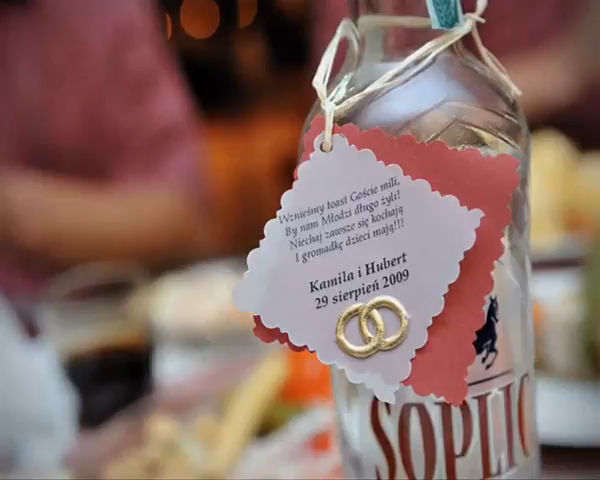 Wznieśmy toast Goście mili,
By nam Młodzi długo żyli!
Niechaj zawsze się kochają
I gromadkę dzieci mają!!!
Kamila i Hubert
29 sierpień 2009
SOPLIC